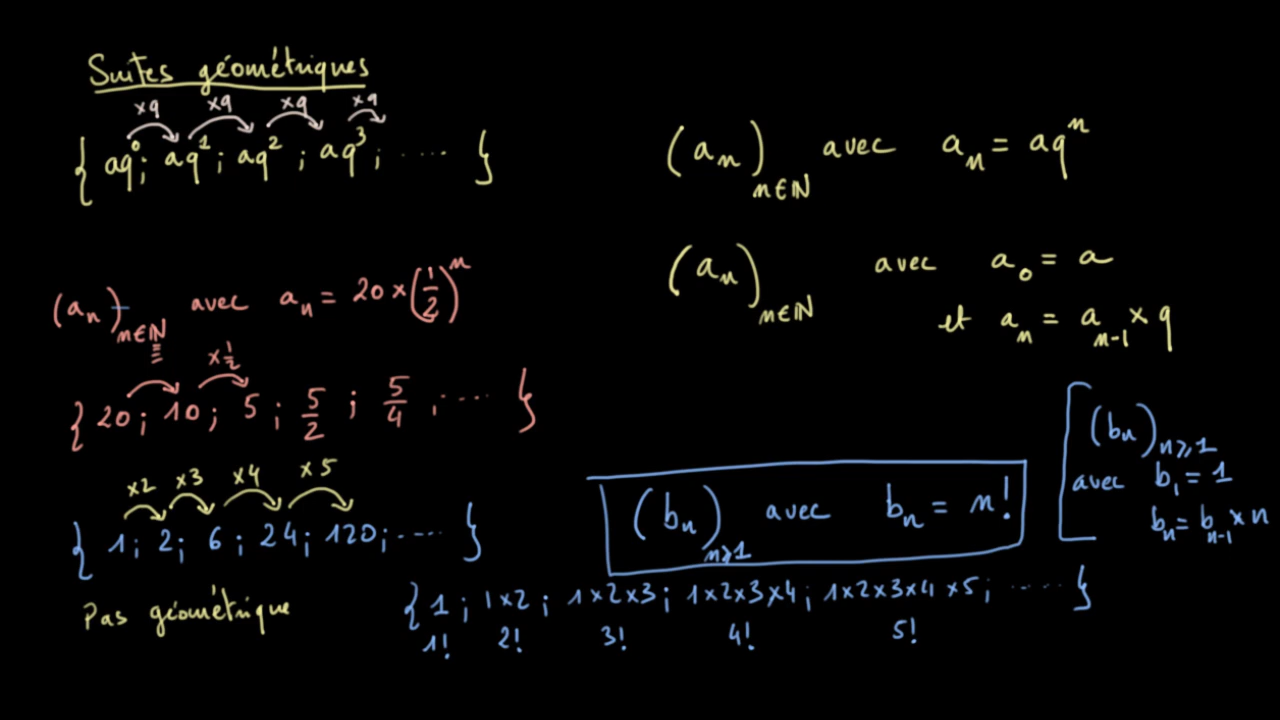 Suites géométriques
×q ×q ×q ×q
{ aq⁰; aq¹; aq²; aq³; ···· }
(aₙ)ₙ∈ℕ avec aₙ = aqⁿ
(aₙ)ₙ∈ℕ avec a₀ = a
et aₙ = aₙ₋₁ × q
(aₙ)ₙ∈ℕ avec aₙ = 20 × (1/2)ⁿ
×1/2
{ 20; 10; 5; 5/2; 5/4; ···· }
×2 ×3 ×4 ×5
{ 1; 2; 6; 24; 120; ···· }
Pas géométrique
(bₙ)ₙ≥1 avec bₙ = n!
(bₙ)ₙ≥1
avec b₁ = 1
bₙ = bₙ₋₁ × n
{ 1; 1×2; 1×2×3; 1×2×3×4; 1×2×3×4×5; ····· }
1! 2! 3! 4! 5!